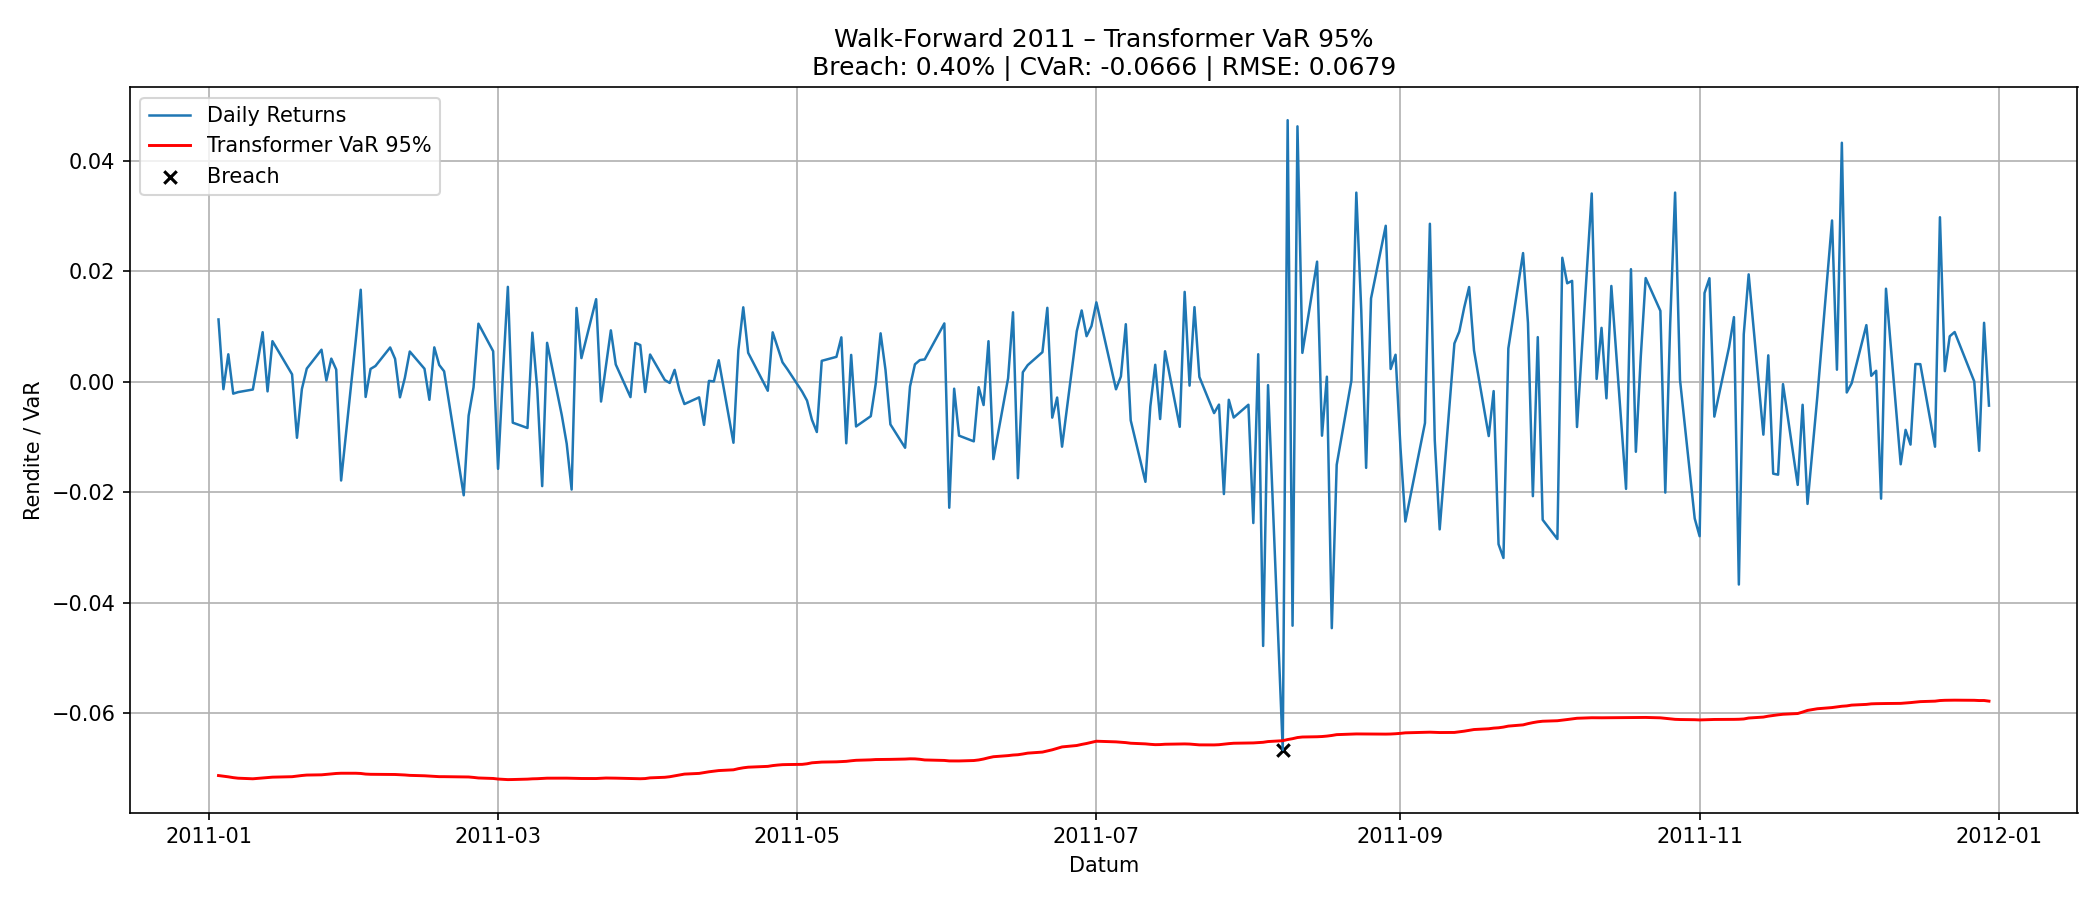 Walk-Forward 2011 – Transformer VaR 95%
Breach: 0.40% | CVaR: -0.0666 | RMSE: 0.0679
Daily Returns
Transformer VaR 95%
Breach
Rendite / VaR
0.04
0.02
0.00
−0.02
−0.04
−0.06
2011-01
2011-03
2011-05
2011-07
2011-09
2011-11
2012-01
Datum